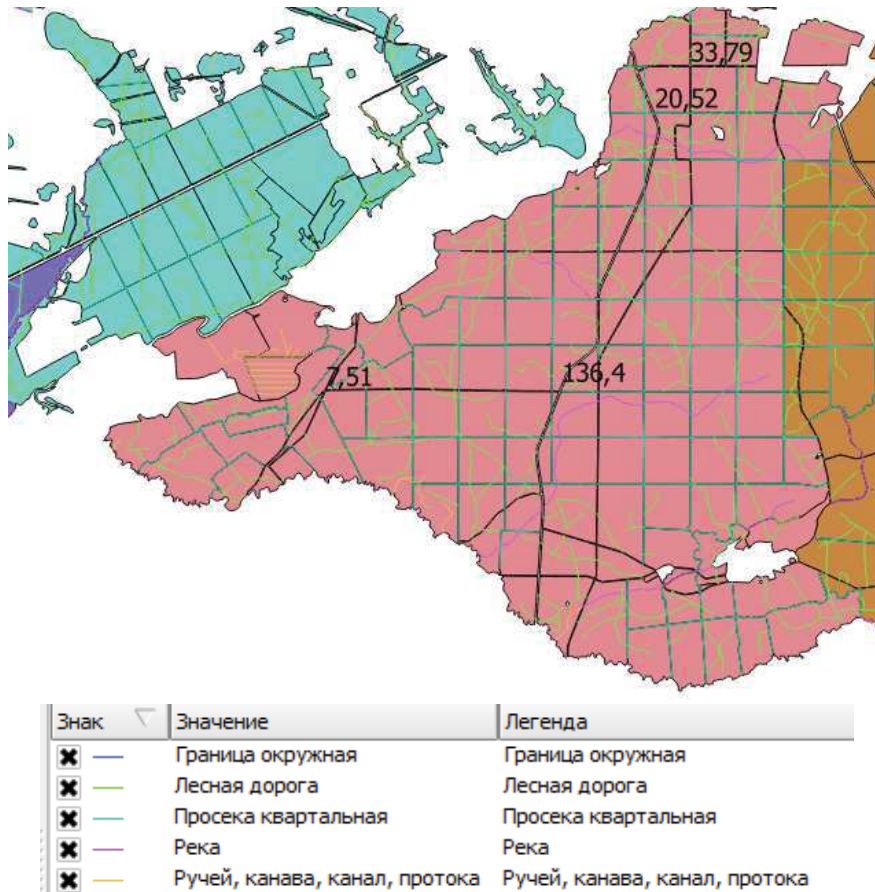 33,79
20,52
7,51
136,4
Знак Значение Легенда
Граница окружная Граница окружная
Лесная дорога Лесная дорога
Просека квартальная Просека квартальная
Река Река
Ручей, канава, канал, протока Ручей, канава, канал, протока